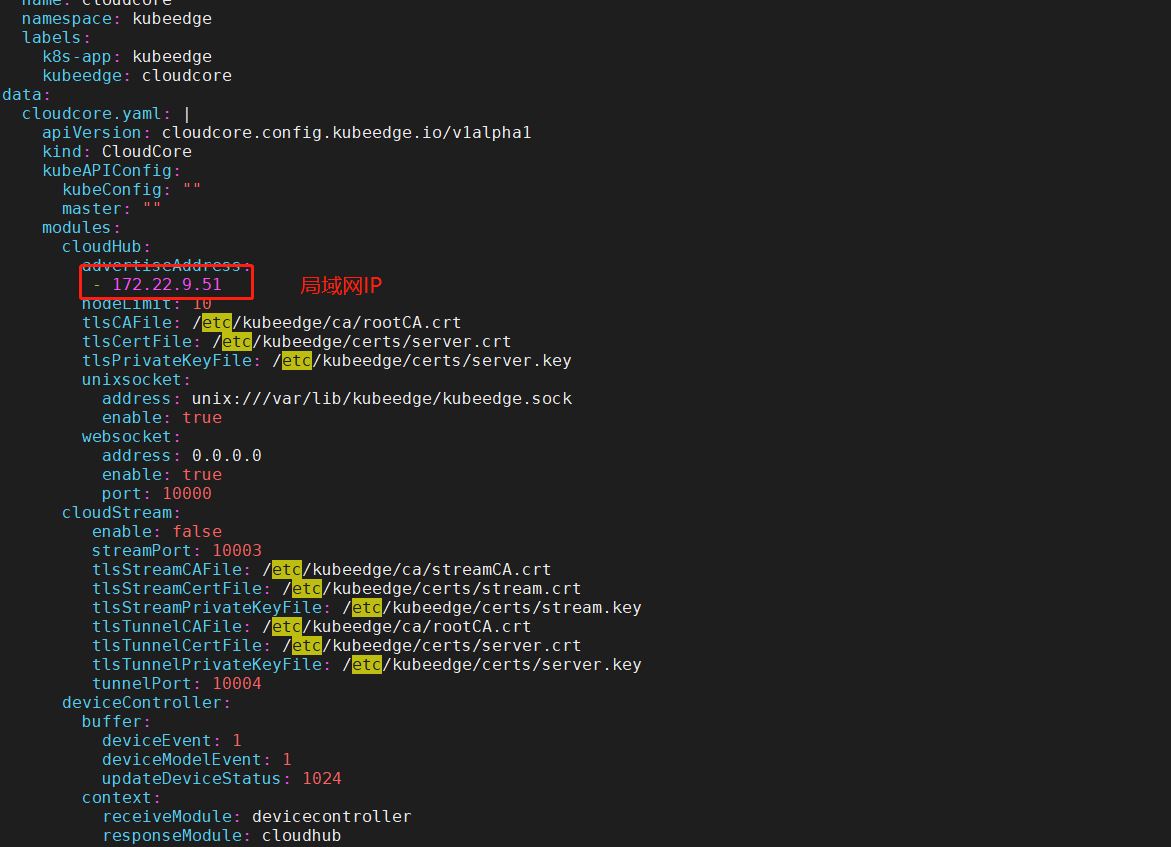 name: cloudcore
namespace: kubeedge
labels:
k8s-app: kubeedge
kubeedge: cloudcore
data:
cloudcore.yaml: |
apiVersion: cloudcore.config.kubeedge.io/v1alpha1
kind: CloudCore
kubeAPIConfig:
kubeConfig: ""
master: ""
modules:
cloudHub:
advertiseAddress:
- 172.22.9.51 局域网IP
nodeLimit: 10
tlsCAFile: /etc/kubeedge/ca/rootCA.crt
tlsCertFile: /etc/kubeedge/certs/server.crt
tlsPrivateKeyFile: /etc/kubeedge/certs/server.key
unixsocket:
address: unix:///var/lib/kubeedge/kubeedge.sock
enable: true
websocket:
address: 0.0.0.0
enable: true
port: 10000
cloudStream:
enable: false
streamPort: 10003
tlsStreamCAFile: /etc/kubeedge/ca/streamCA.crt
tlsStreamCertFile: /etc/kubeedge/certs/stream.crt
tlsStreamPrivateKeyFile: /etc/kubeedge/certs/stream.key
tlsTunnelCAFile: /etc/kubeedge/ca/rootCA.crt
tlsTunnelCertFile: /etc/kubeedge/certs/server.crt
tlsTunnelPrivateKeyFile: /etc/kubeedge/certs/server.key
tunnelPort: 10004
deviceController:
buffer:
deviceEvent: 1
deviceModelEvent: 1
updateDeviceStatus: 1024
context:
receiveModule: devicecontroller
responseModule: cloudhub